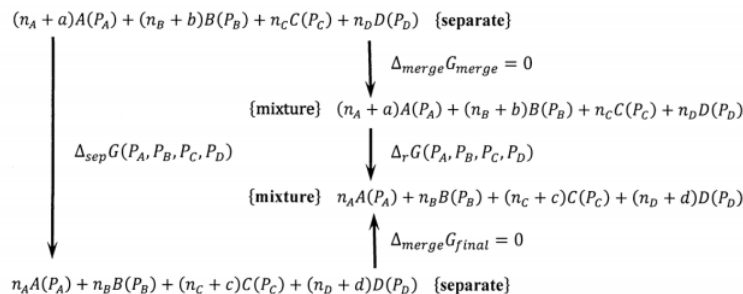 (n_A + a)A(P_A) + (n_B + b)B(P_B) + n_C C(P_C) + n_D D(P_D) {separate}
Δ_merge G_merge = 0
{mixture} (n_A + a)A(P_A) + (n_B + b)B(P_B) + n_C C(P_C) + n_D D(P_D)
Δ_sep G(P_A, P_B, P_C, P_D)
Δ_r G(P_A, P_B, P_C, P_D)
{mixture} n_A A(P_A) + n_B B(P_B) + (n_C + c)C(P_C) + (n_D + d)D(P_D)
Δ_merge G_final = 0
n_A A(P_A) + n_B B(P_B) + (n_C + c)C(P_C) + (n_D + d)D(P_D) {separate}